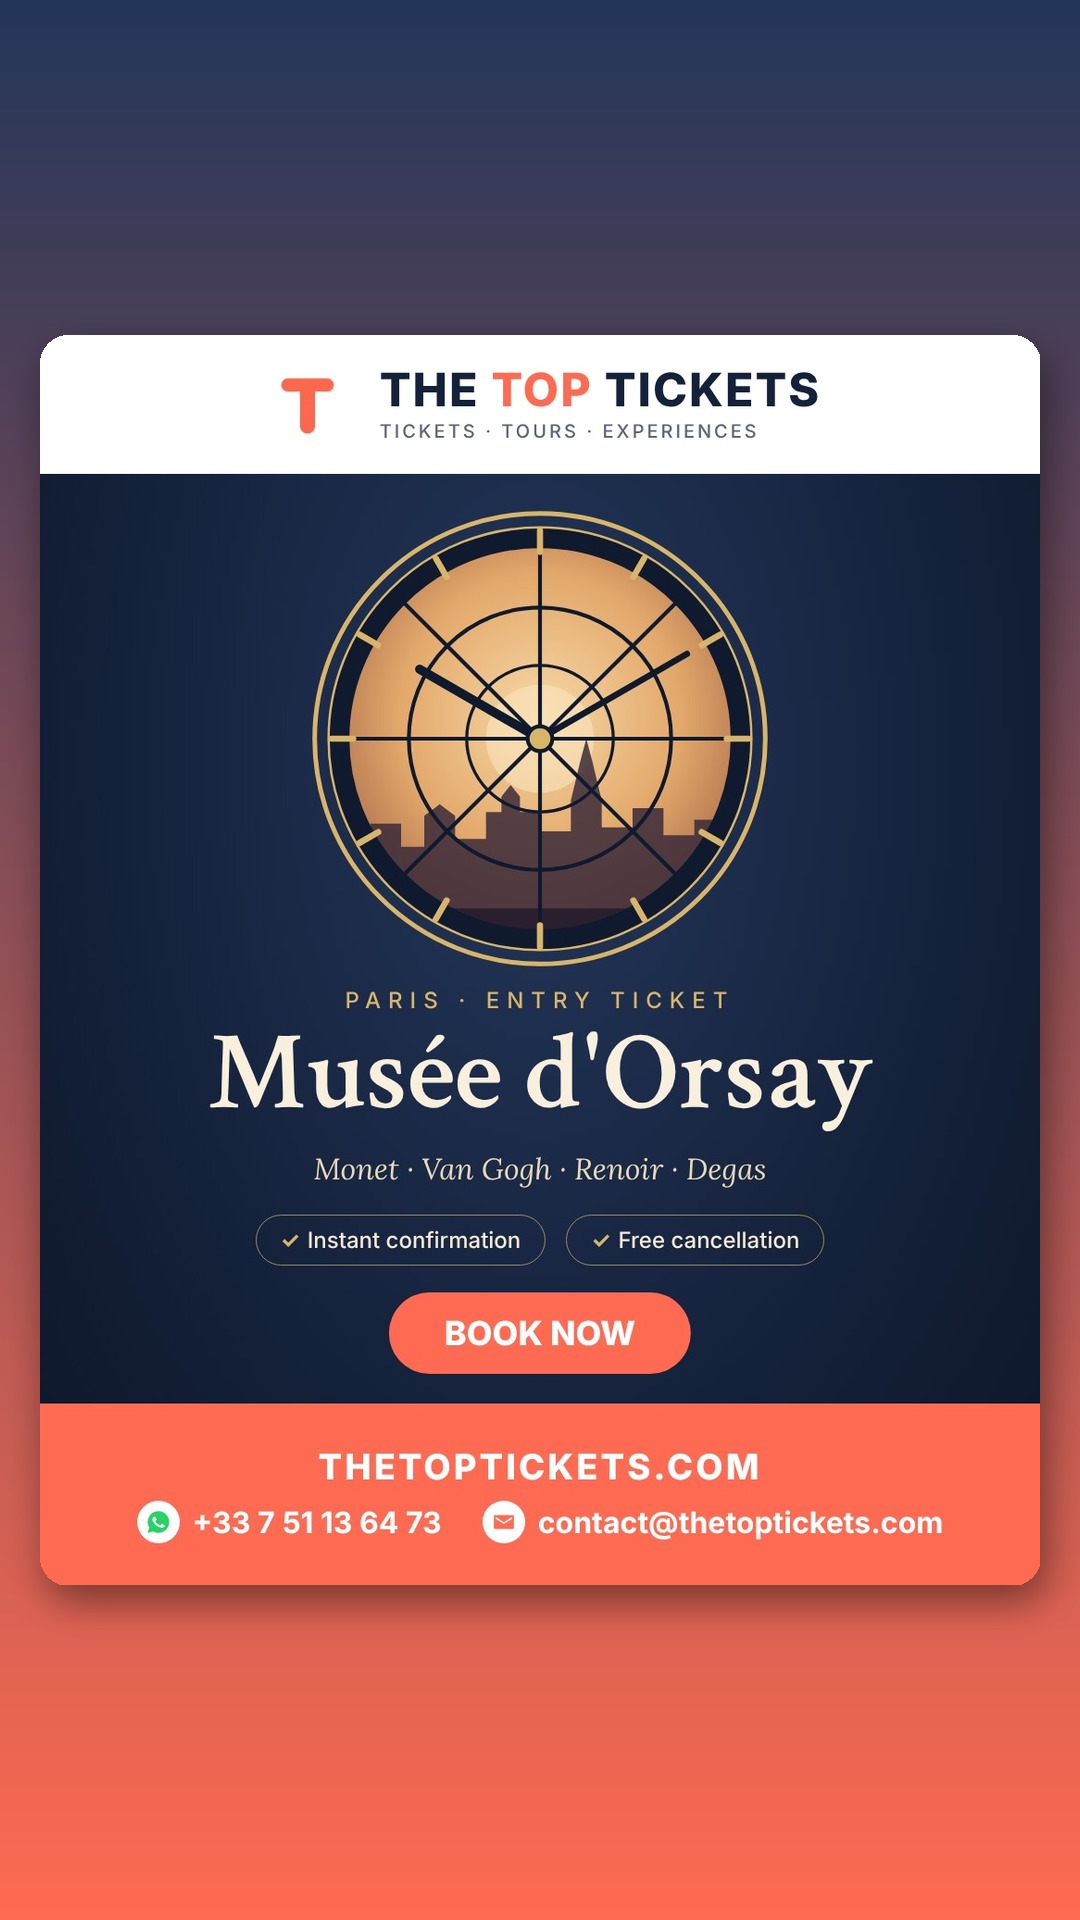 THE TOP TICKETS
TICKETS · TOURS · EXPERIENCES
PARIS · ENTRY TICKET
Musée d'Orsay
Monet · Van Gogh · Renoir · Degas
✓ Instant confirmation ✓ Free cancellation
BOOK NOW
THETOPTICKETS.COM
+33 7 51 13 64 73 contact@thetoptickets.com